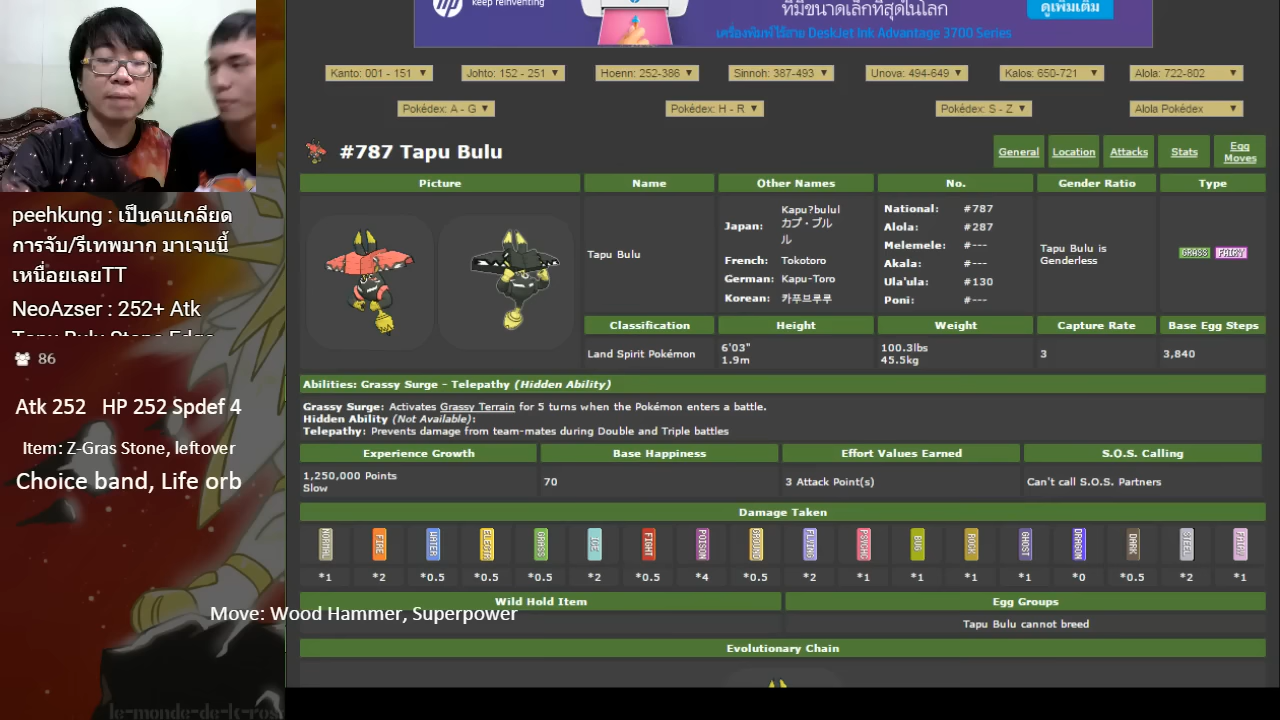 keep reinventing
ที่มีขนาดเล็กที่สุดในโลก
ดูเพิ่มเติม
เครื่องพิมพ์ไร้สาย DeskJet Ink Advantage 3700 Series
Kanto: 001 - 151
Johto: 152 - 251
Hoenn: 252-386
Sinnoh: 387-493
Unova: 494-649
Kalos: 650-721
Alola: 722-802
Pokédex: A - G
Pokédex: H - R
Pokédex: S - Z
Alola Pokédex
#787 Tapu Bulu
General
Location
Attacks
Stats
Egg
Moves
Picture
Name
Other Names
No.
Gender Ratio
Type
Tapu Bulu
Japan:
Kapu?bulul
カプ・ブル
ル
French: Tokotoro
German: Kapu-Toro
Korean: 카푸브루루
National: #787
Alola: #287
Melemele: #---
Akala: #---
Ula'ula: #130
Poni: #---
Tapu Bulu is
Genderless
GRASS FAIRY
Classification
Height
Weight
Capture Rate
Base Egg Steps
Land Spirit Pokémon
6'03"
1.9m
100.3lbs
45.5kg
3
3,840
Abilities: Grassy Surge - Telepathy (Hidden Ability)
Grassy Surge: Activates Grassy Terrain for 5 turns when the Pokémon enters a battle.
Hidden Ability (Not Available):
Telepathy: Prevents damage from team-mates during Double and Triple battles
Experience Growth
Base Happiness
Effort Values Earned
S.O.S. Calling
1,250,000 Points
Slow
70
3 Attack Point(s)
Can't call S.O.S. Partners
Damage Taken
NORMAL FIRE WATER ELECTR GRASS ICE FIGHT POISON GROUND FLYING PSYCHC BUG ROCK GHOST DRAGON DARK STEEL FAIRY
*1 *2 *0.5 *0.5 *0.5 *2 *0.5 *4 *0.5 *2 *1 *1 *1 *1 *0 *0.5 *2 *1
Wild Hold Item
Egg Groups
Tapu Bulu cannot breed
Evolutionary Chain
peehkung : เป็นคนเกลียด
การจับ/รีเทพมาก มาเจนนี้
เหนื่อยเลยTT
NeoAzser : 252+ Atk
Tapu Bulu Stone Edge
86
Atk 252 HP 252 Spdef 4
Item: Z-Gras Stone, leftover
Choice band, Life orb
Move: Wood Hammer, Superpower
le-monde-de-k-rose